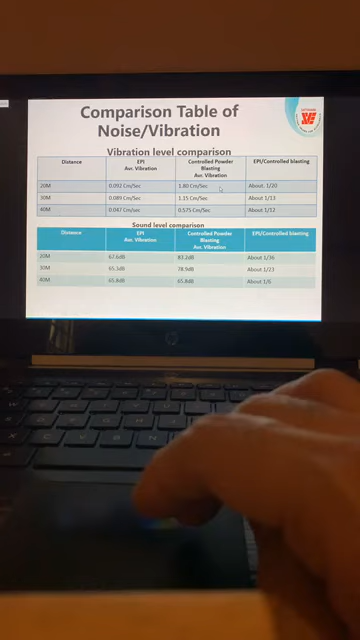 Comparison Table of
Noise/Vibration
Vibration level comparison
Distance EPI Controlled Powder EPI/Controlled blasting
Avr. Vibration Blasting
Avr. Vibration
20M 0.092 Cm/Sec 1.80 Cm/Sec About. 1/20
30M 0.089 Cm/Sec 1.15 Cm/Sec About 1/13
40M 0.047 Cm/Sec 0.575 Cm/Sec About 1/12
Sound level comparison
Distance EPI Controlled Powder EPI/Controlled blasting
Avr. Vibration Blasting
Avr. Vibration
20M 67.6dB 83.2dB About 1/36
30M 65.3dB 78.9dB About 1/23
40M 65.8dB 65.8dB About 1/6